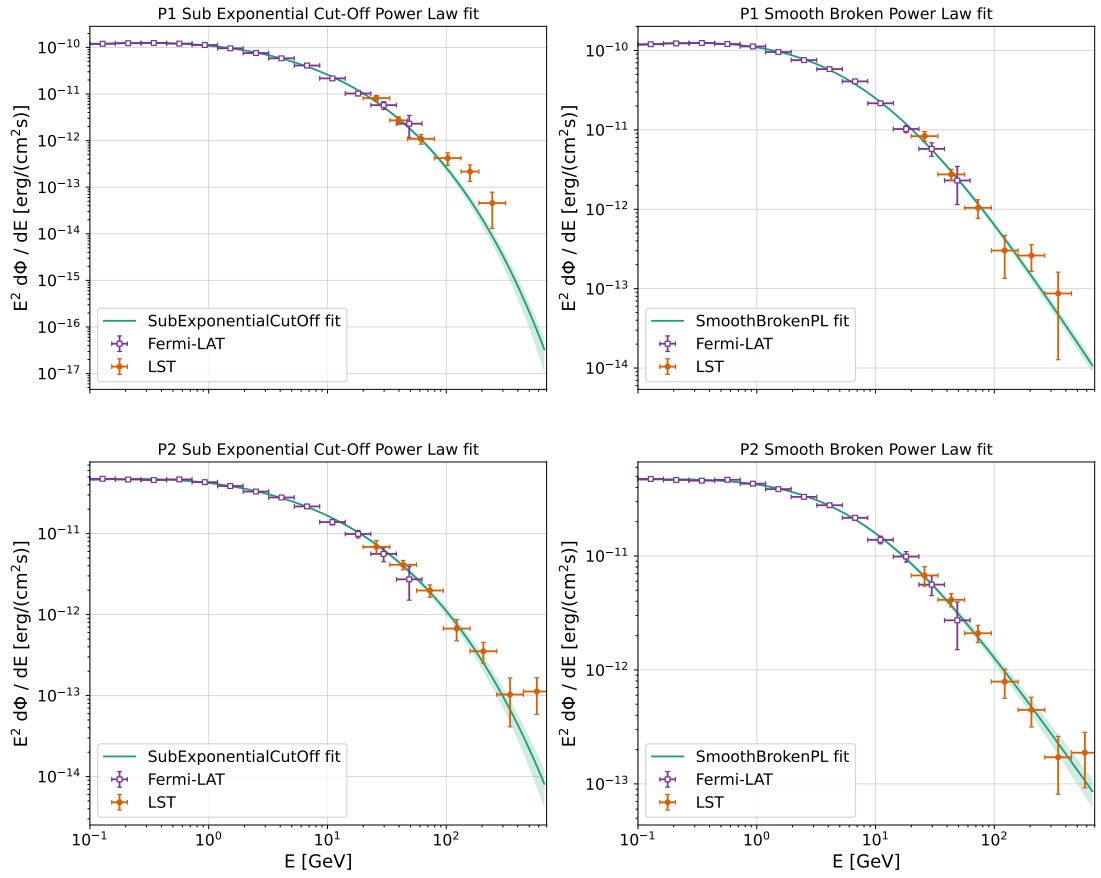 P1 Sub Exponential Cut-Off Power Law fit
E² dΦ / dE [erg/(cm²s)]
10⁻¹⁰
10⁻¹¹
10⁻¹²
10⁻¹³
10⁻¹⁴
10⁻¹⁵
10⁻¹⁶
10⁻¹⁷
SubExponentialCutOff fit
Fermi-LAT
LST
P1 Smooth Broken Power Law fit
E² dΦ / dE [erg/(cm²s)]
10⁻¹⁰
10⁻¹¹
10⁻¹²
10⁻¹³
10⁻¹⁴
SmoothBrokenPL fit
Fermi-LAT
LST
P2 Sub Exponential Cut-Off Power Law fit
E² dΦ / dE [erg/(cm²s)]
10⁻¹¹
10⁻¹²
10⁻¹³
10⁻¹⁴
SubExponentialCutOff fit
Fermi-LAT
LST
10⁻¹ 10⁰ 10¹ 10²
E [GeV]
P2 Smooth Broken Power Law fit
E² dΦ / dE [erg/(cm²s)]
10⁻¹¹
10⁻¹²
10⁻¹³
SmoothBrokenPL fit
Fermi-LAT
LST
10⁻¹ 10⁰ 10¹ 10²
E [GeV]